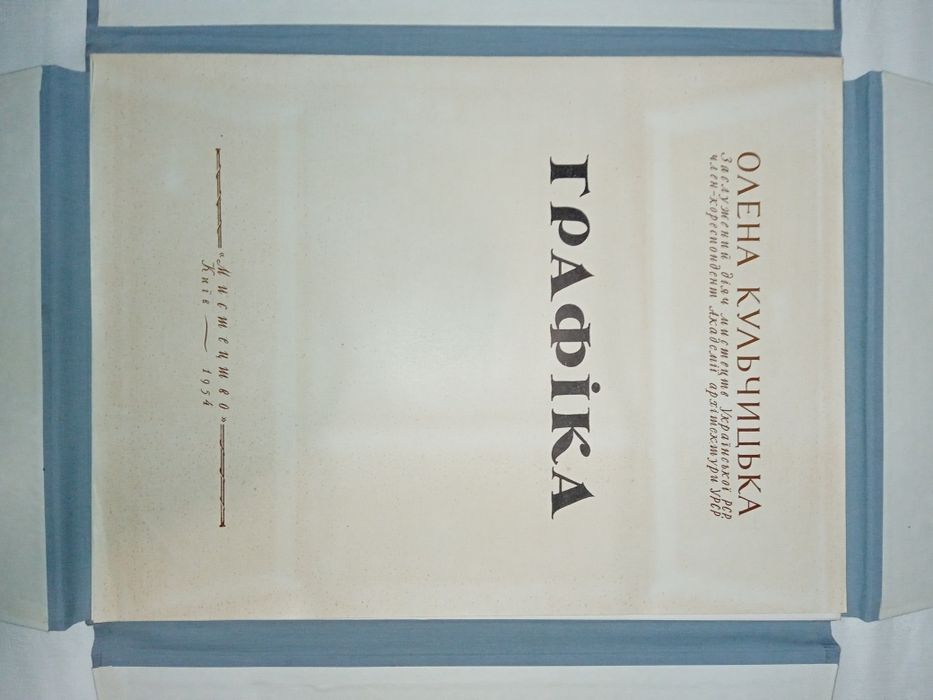 ОЛЕНА КУЛЬЧИЦЬКА
Заслужений діяч мистецтв Української РСР,
член-кореспондент Академії архітектури УРСР
ГРАФІКА
«Мистецтво»
Київ — 1954